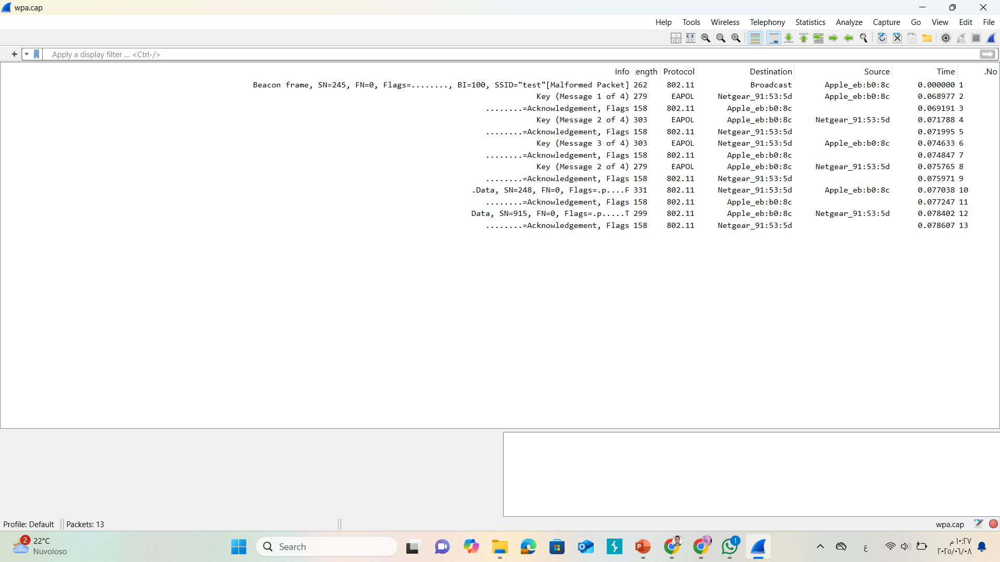 wpa.cap
Help Tools Wireless Telephony Statistics Analyze Capture Go View Edit File
Apply a display filter ... <Ctrl-/>
Info .ength Protocol Destination Source Time .No
Beacon frame, SN=245, FN=0, Flags=........, BI=100, SSID="test"[Malformed Packet] 262 802.11 Broadcast Apple_eb:b0:8c 0.000000 1
Key (Message 1 of 4) 279 EAPOL Netgear_91:53:5d Apple_eb:b0:8c 0.068977 2
........=Acknowledgement, Flags 158 802.11 Apple_eb:b0:8c 0.069191 3
Key (Message 2 of 4) 303 EAPOL Apple_eb:b0:8c Netgear_91:53:5d 0.071788 4
........=Acknowledgement, Flags 158 802.11 Netgear_91:53:5d 0.071995 5
Key (Message 3 of 4) 303 EAPOL Netgear_91:53:5d Apple_eb:b0:8c 0.074633 6
........=Acknowledgement, Flags 158 802.11 Apple_eb:b0:8c 0.074847 7
Key (Message 2 of 4) 279 EAPOL Apple_eb:b0:8c Netgear_91:53:5d 0.075765 8
........=Acknowledgement, Flags 158 802.11 Netgear_91:53:5d 0.075971 9
.Data, SN=248, FN=0, Flags=.p....F 331 802.11 Netgear_91:53:5d Apple_eb:b0:8c 0.077038 10
........=Acknowledgement, Flags 158 802.11 Apple_eb:b0:8c 0.077247 11
Data, SN=915, FN=0, Flags=.p.....T 299 802.11 Apple_eb:b0:8c Netgear_91:53:5d 0.078402 12
........=Acknowledgement, Flags 158 802.11 Netgear_91:53:5d 0.078607 13
Profile: Default Packets: 13 wpa.cap
2 22°C
Nuvoloso
Search
١
ع
١٠:٢٧ م
٢٠٢٥/٠٦/٠٨